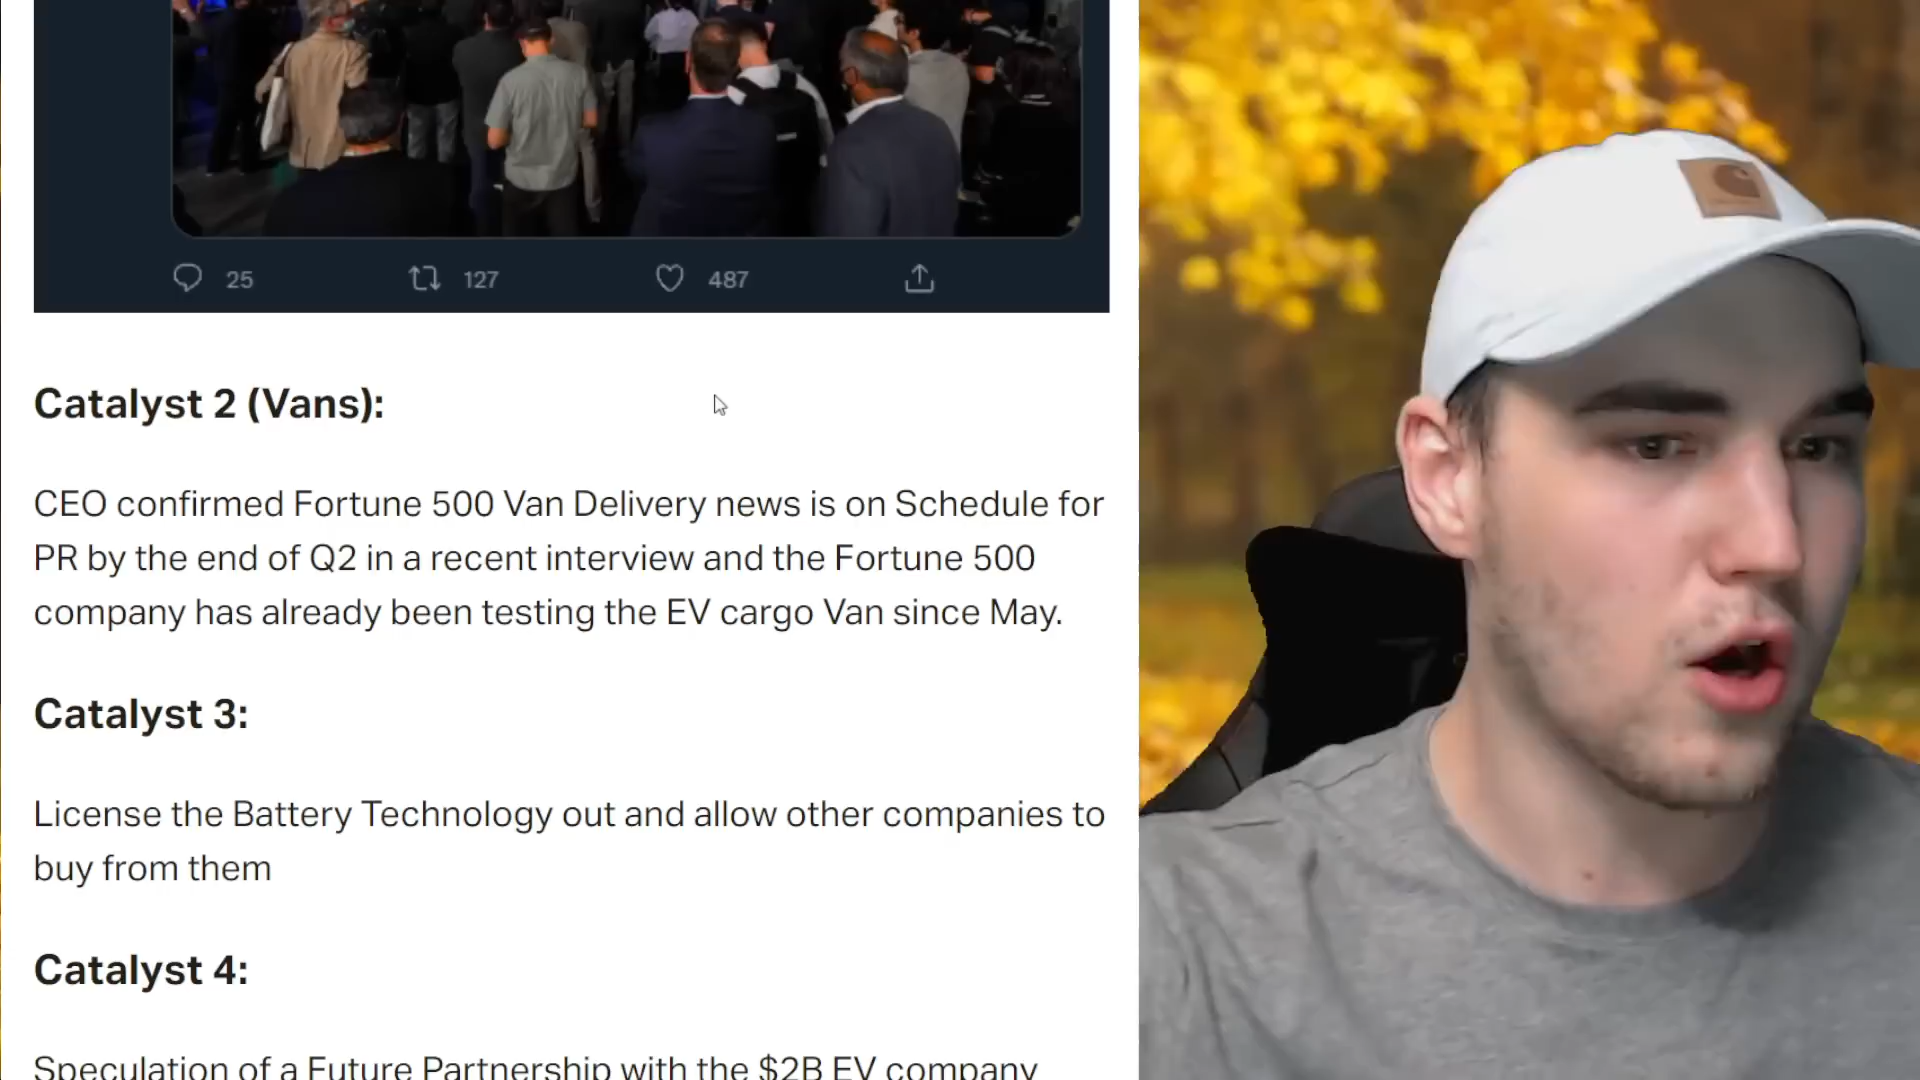 25 127 487
Catalyst 2 (Vans):
CEO confirmed Fortune 500 Van Delivery news is on Schedule for
PR by the end of Q2 in a recent interview and the Fortune 500
company has already been testing the EV cargo Van since May.
Catalyst 3:
License the Battery Technology out and allow other companies to
buy from them
Catalyst 4:
Speculation of a Future Partnership with the $2B EV company